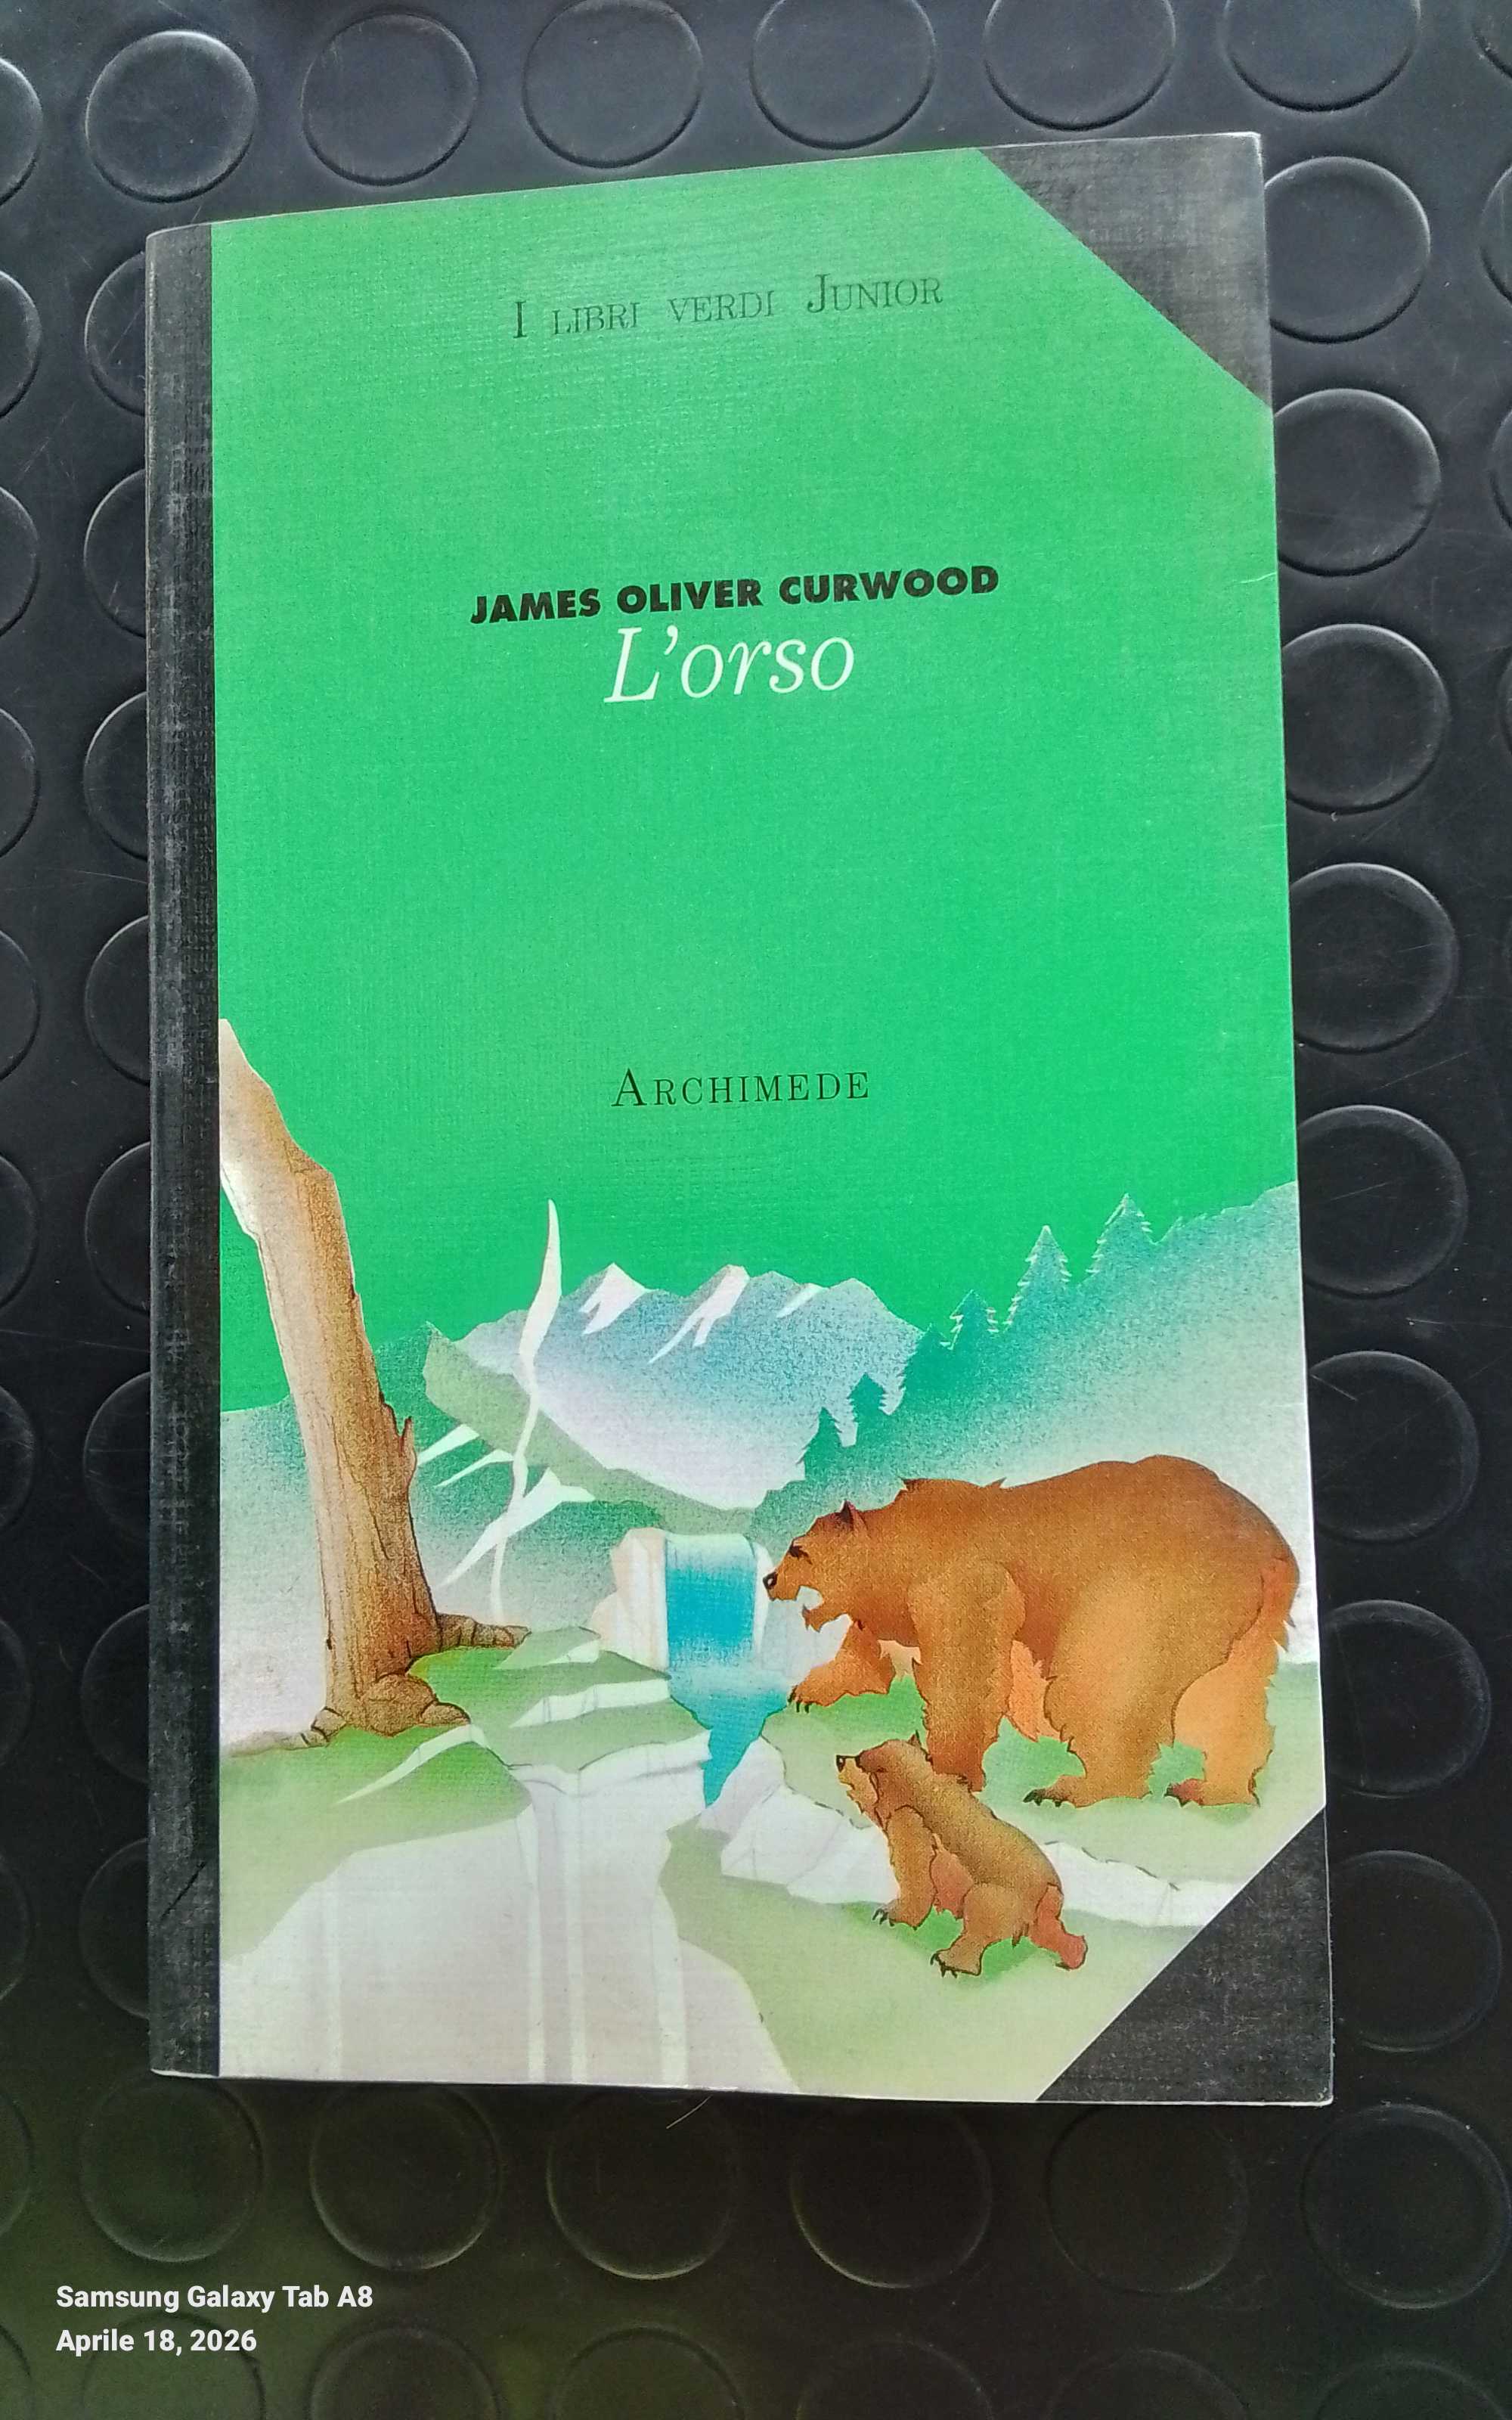 I LIBRI VERDI JUNIOR
JAMES OLIVER CURWOOD
L'orso
ARCHIMEDE
Samsung Galaxy Tab A8
Aprile 18, 2026